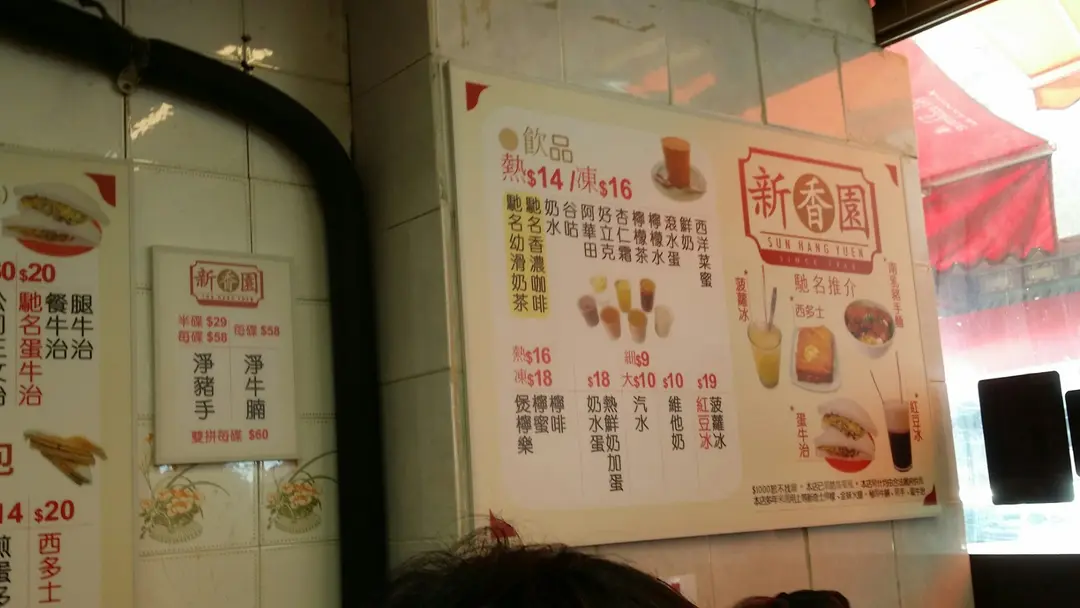 $20
腿牛治
餐牛治
馳名蛋牛治
包
$20
西多士
新香園
半碟 $29
每碟 $58
每碟 $58
淨牛腩
淨豬手
雙拼每碟 $60
飲品
熱$14/凍$16
西洋菜蜜
鮮奶
滾水蛋
檸檬水
檸檬茶
杏仁霜
好立克
阿華田
谷咕
奶水
馳名香濃咖啡
馳名幼滑奶茶
熱$16
凍$18
檸啡
檸蜜
煲檸樂
$18
熱鮮奶加蛋
奶水蛋
細$9
大$10
汽水
$10
維他奶
$19
菠蘿冰
紅豆冰
新香園
SUN HANG YUEN
馳名推介
菠蘿冰
西多士
南乳豬手麵
蛋牛治
紅豆冰